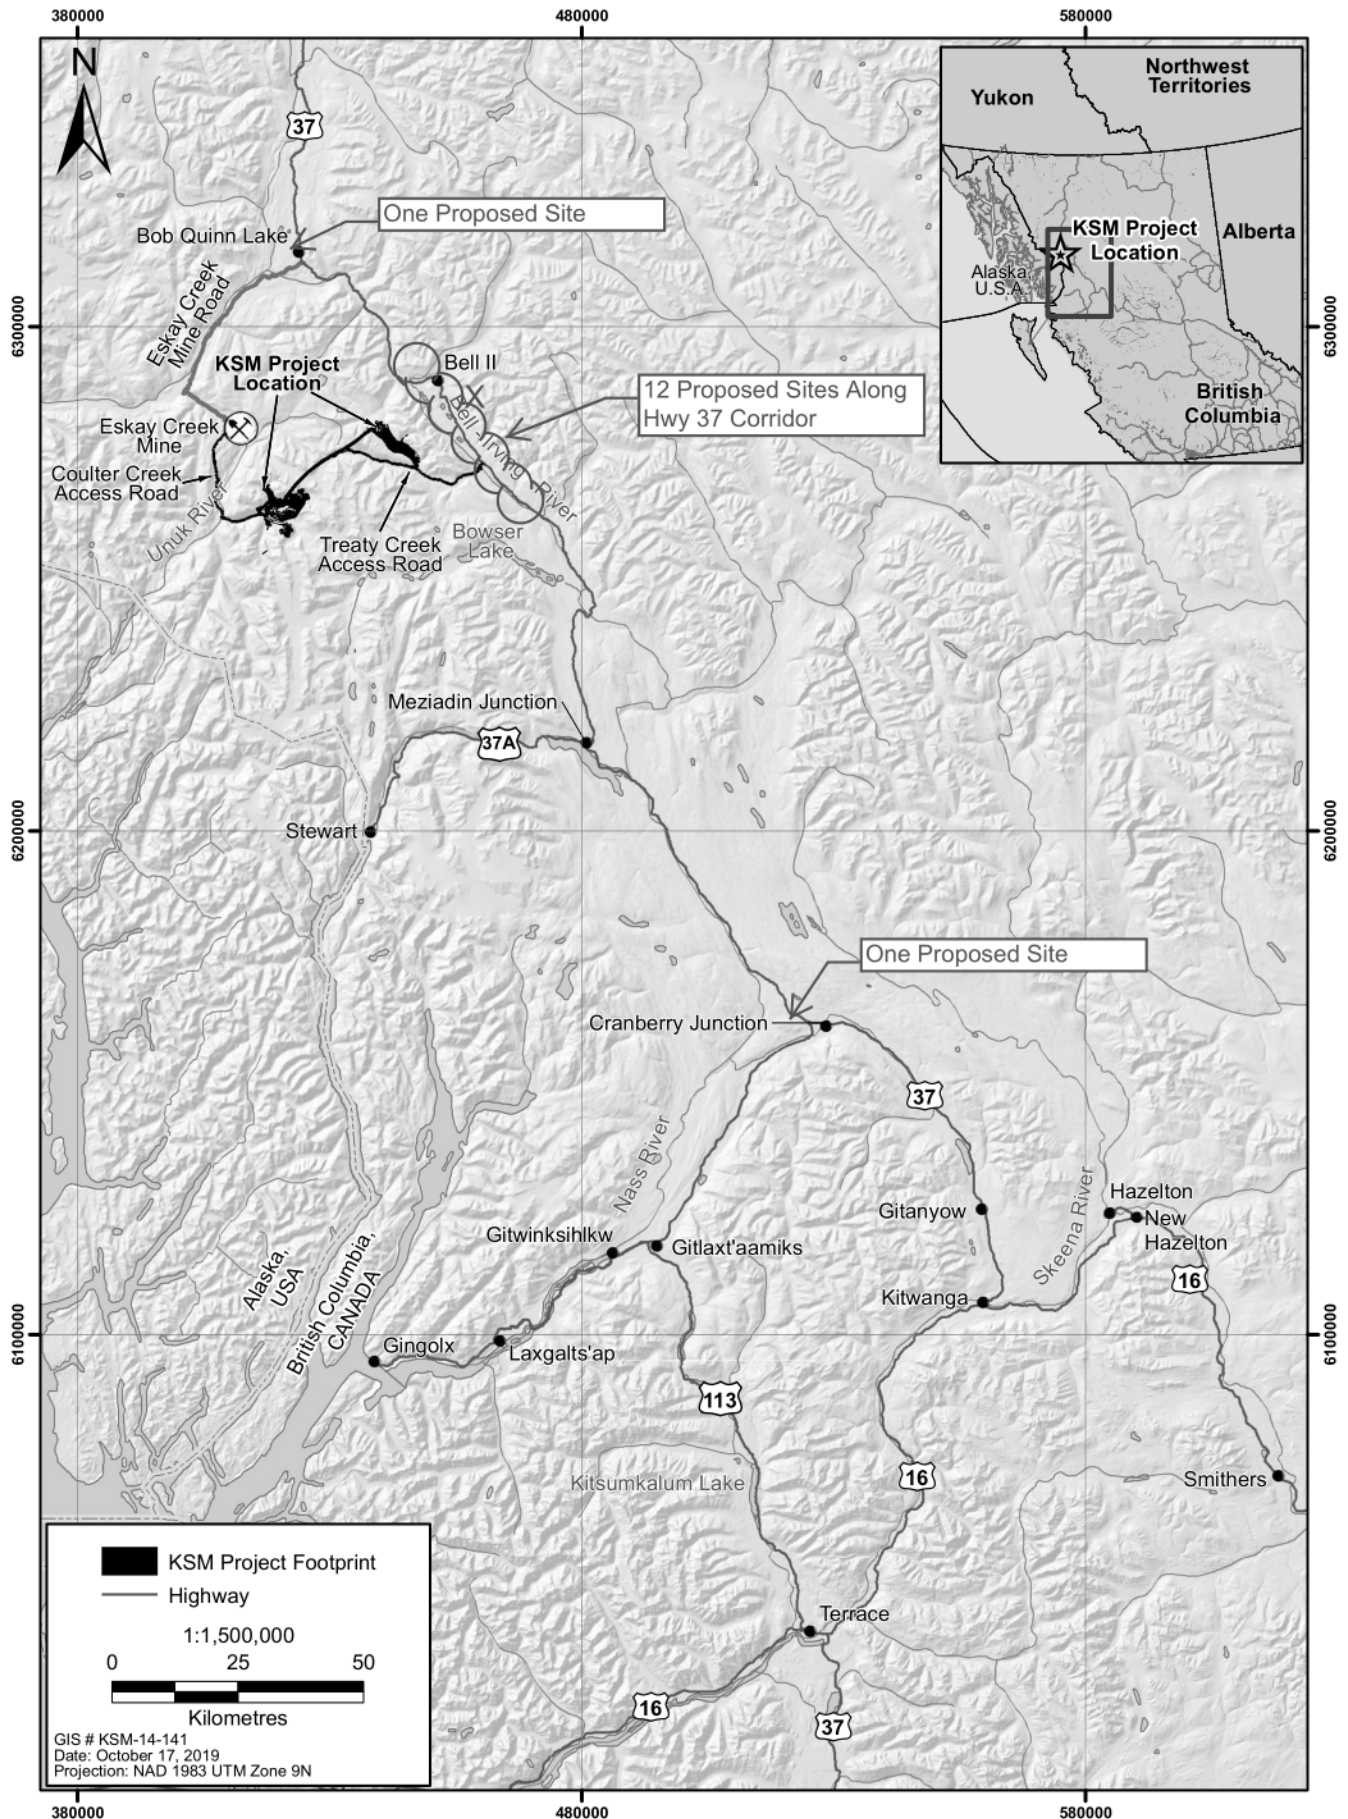 380000
480000
580000
N
37
One Proposed Site
Bob Quinn Lake
Northwest
Territories
Yukon
KSM Project
Location
Alberta
Alaska,
U.S.A.
British
Columbia
6300000
6300000
Eskay Creek
Mine Road
KSM Project
Location
Bell II
12 Proposed Sites Along
Hwy 37 Corridor
Bell - Irving River
Eskay Creek
Mine
Coulter Creek
Access Road
Unuk River
Treaty Creek
Access Road
Bowser
Lake
Meziadin Junction
37A
Stewart
6200000
6200000
One Proposed Site
Cranberry Junction
37
Nass River
Skeena River
Gitanyow
Hazelton
New
Hazelton
Gitwinksihlkw
Gitlaxt'aamiks
16
Kitwanga
Alaska,
USA
British Columbia,
CANADA
Gingolx
Laxgalts'ap
6100000
6100000
113
16
Kitsumkalum Lake
Smithers
Terrace
16
37
KSM Project Footprint
Highway
1:1,500,000
0 25 50
Kilometres
GIS # KSM-14-141
Date: October 17, 2019
Projection: NAD 1983 UTM Zone 9N
380000
480000
580000